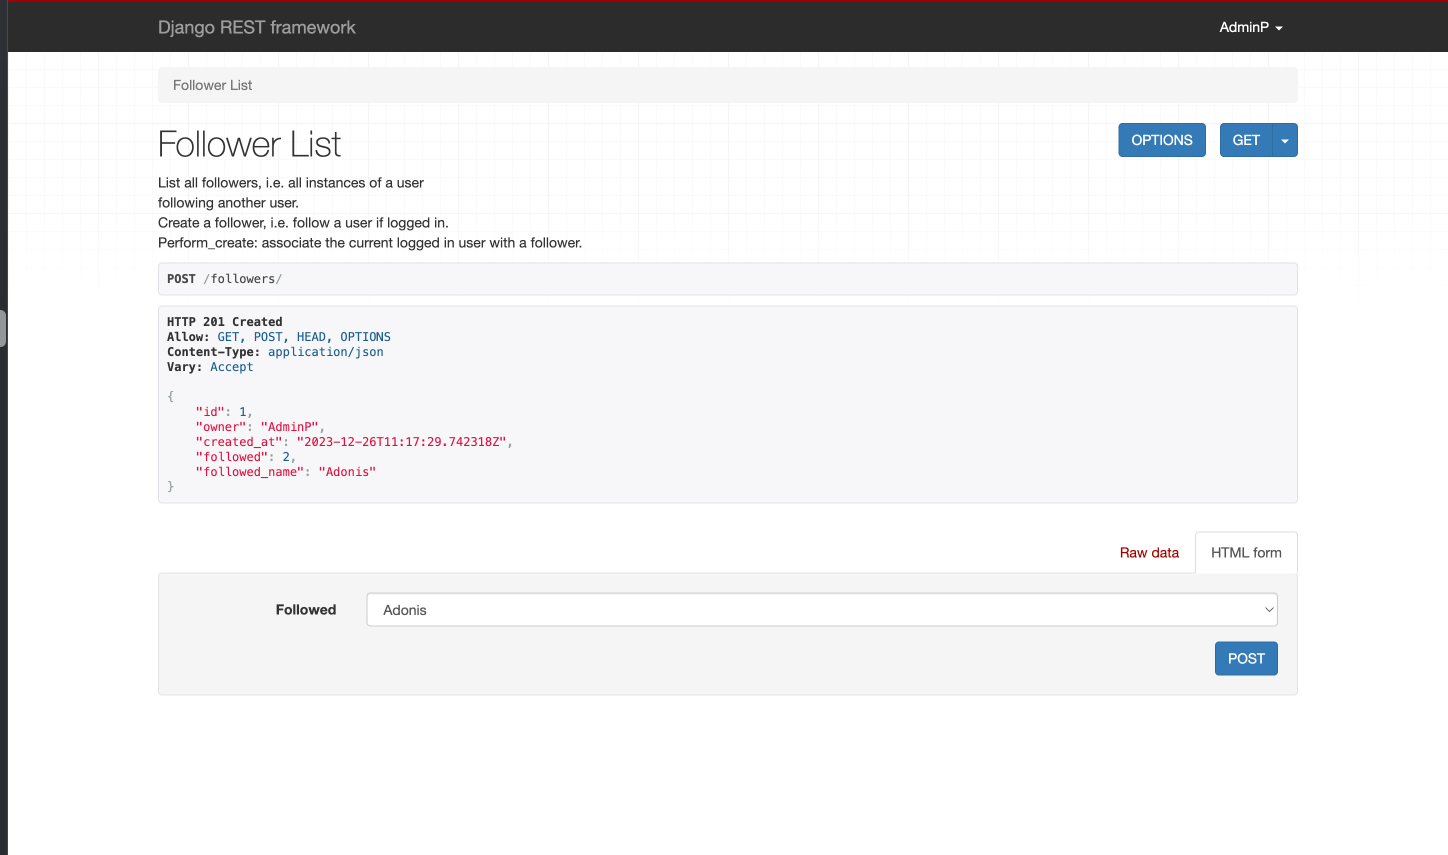 Django REST framework
AdminP
Follower List
Follower List
OPTIONS
GET
List all followers, i.e. all instances of a user
following another user.
Create a follower, i.e. follow a user if logged in.
Perform_create: associate the current logged in user with a follower.
POST /followers/
HTTP 201 Created
Allow: GET, POST, HEAD, OPTIONS
Content-Type: application/json
Vary: Accept
{
    "id": 1,
    "owner": "AdminP",
    "created_at": "2023-12-26T11:17:29.742318Z",
    "followed": 2,
    "followed_name": "Adonis"
}
Raw data
HTML form
Followed
Adonis
POST